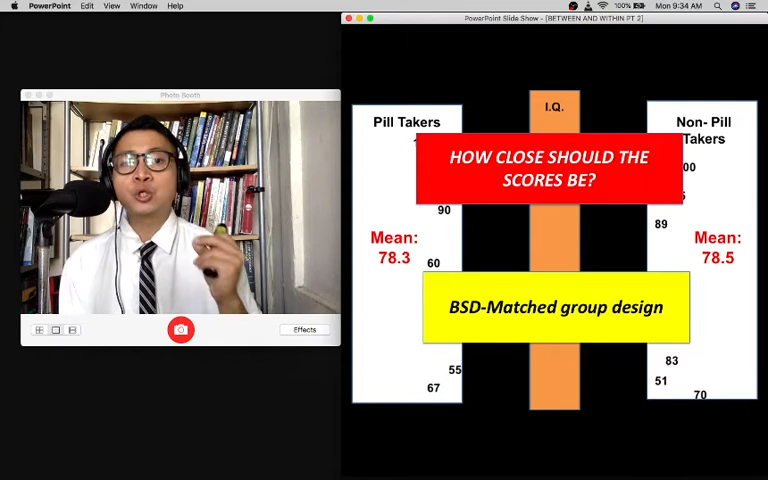 PowerPoint Edit View Window Help
100% Mon 9:34 AM
PowerPoint Slide Show - [BETWEEN AND WITHIN PT 2]
Photo Booth
Effects
I.Q.
Pill Takers
Non- Pill
Takers
HOW CLOSE SHOULD THE
SCORES BE?
00
90
89
Mean:
78.3
Mean:
78.5
60
BSD-Matched group design
55
67
83
51
70